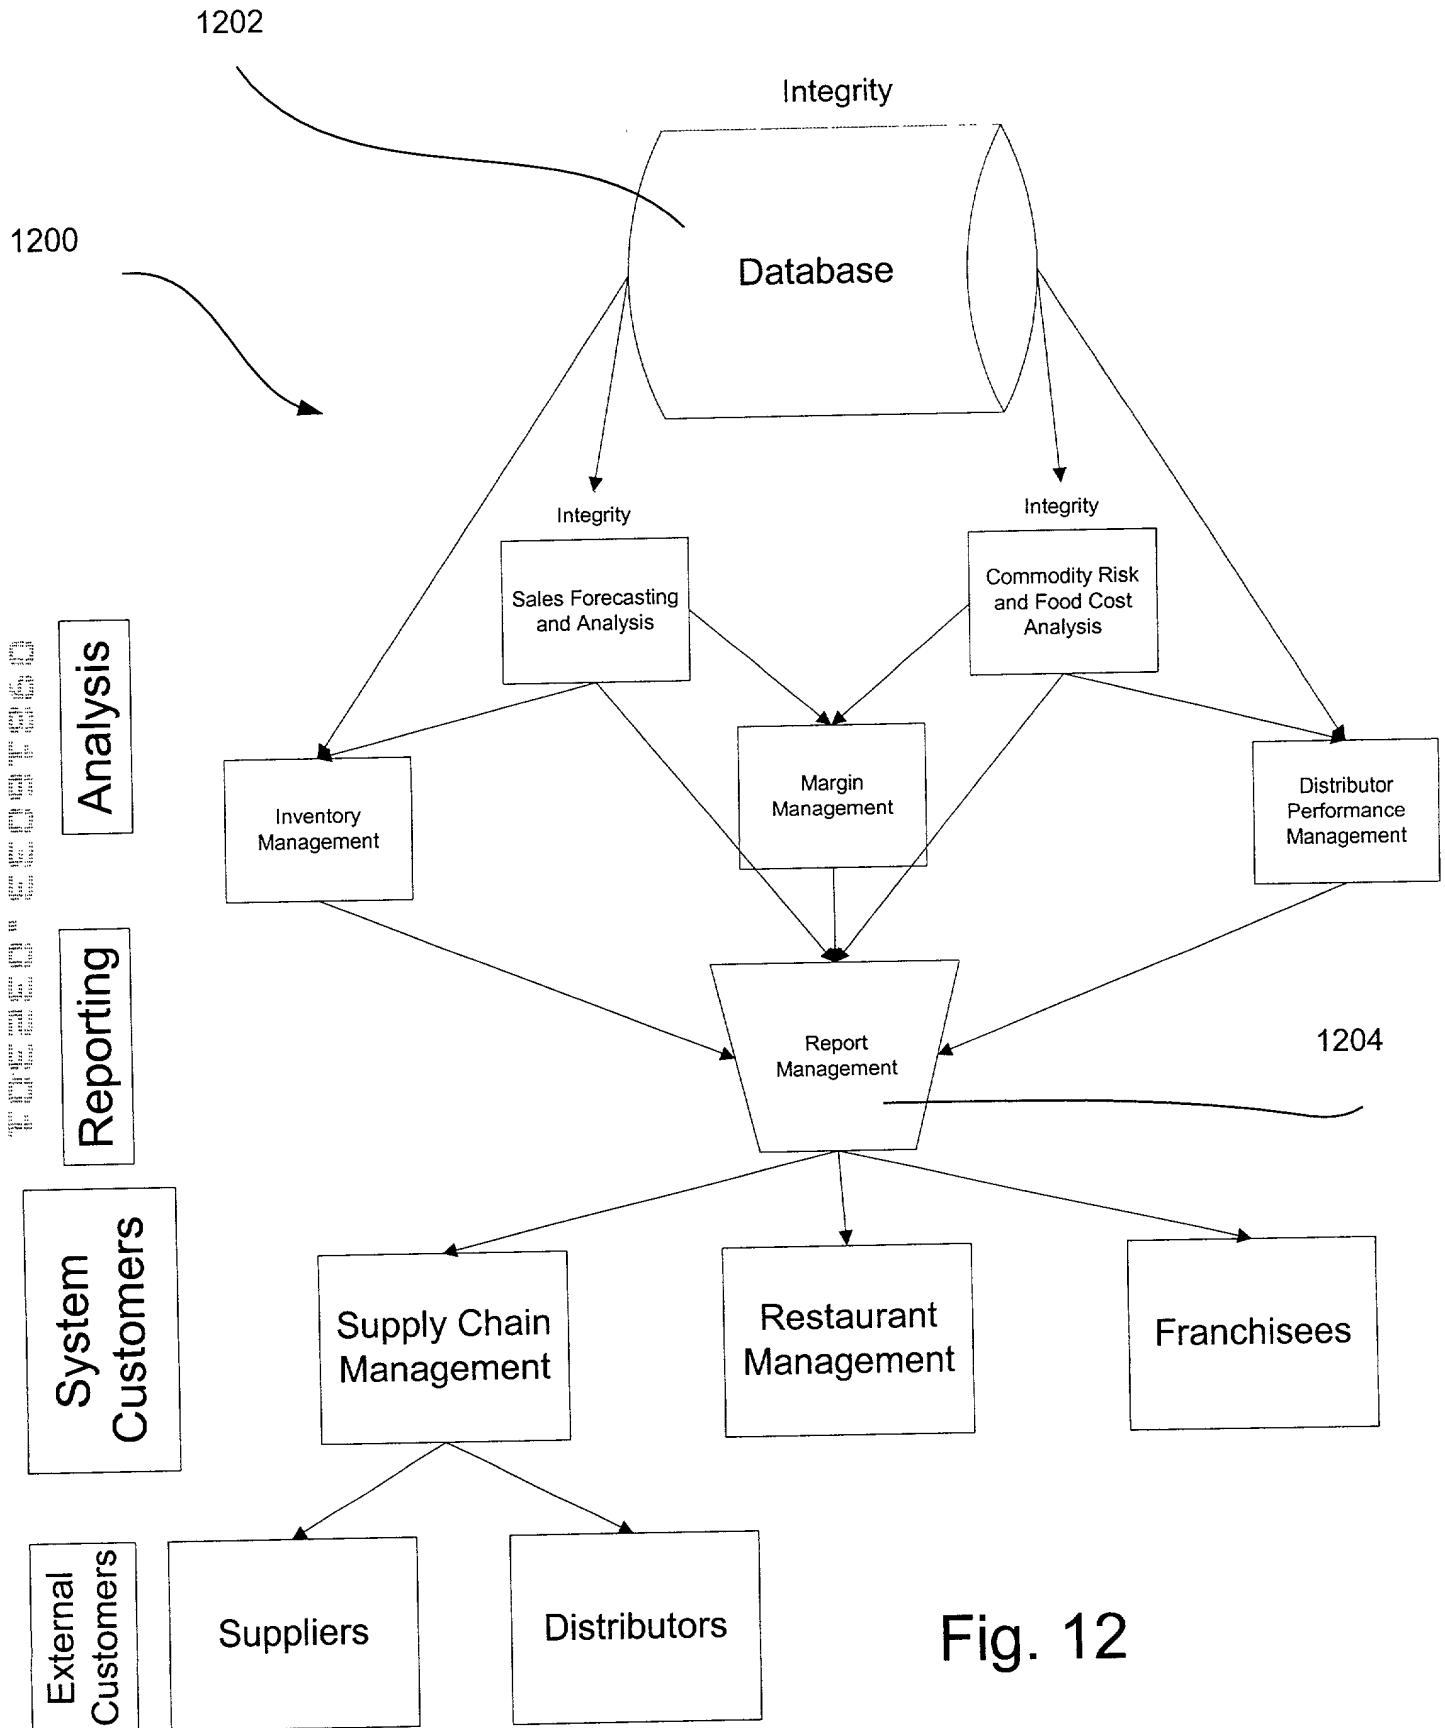 1202
Integrity
1200
Database
Integrity
Integrity
Sales Forecasting
and Analysis
Commodity Risk
and Food Cost
Analysis
Analysis
Inventory
Management
Margin
Management
Distributor
Performance
Management
Reporting
Report
Management
1204
System
Customers
Supply Chain
Management
Restaurant
Management
Franchisees
External
Customers
Suppliers
Distributors
Fig. 12